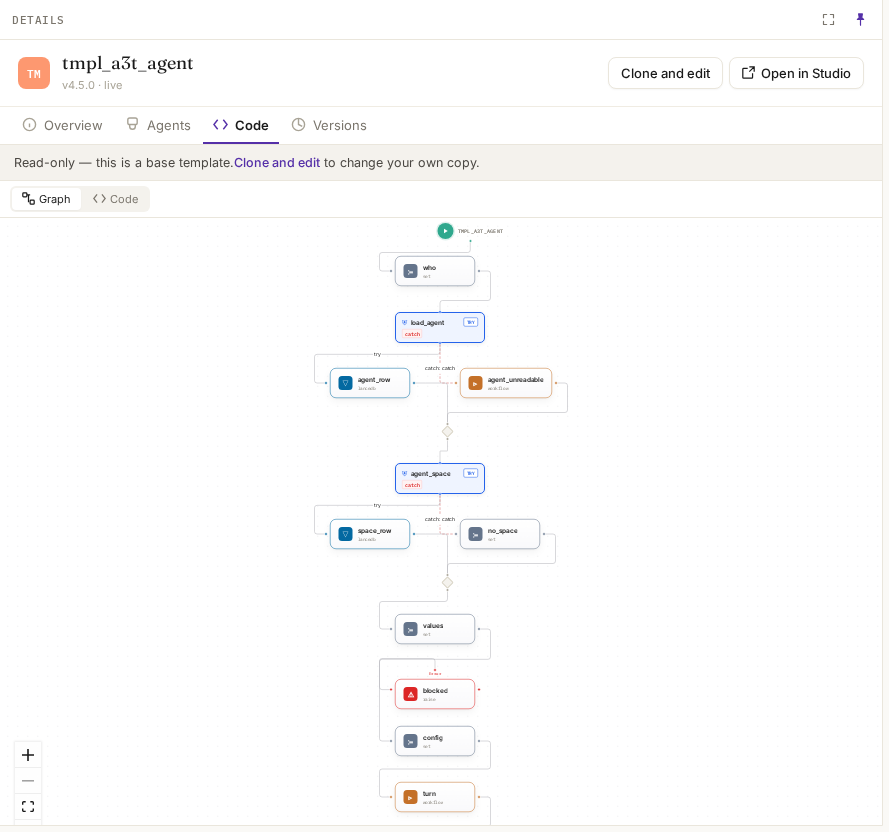 DETAILS
TM
tmpl_a3t_agent
v4.5.0 · live
Clone and edit
Open in Studio
Overview
Agents
Code
Versions
Read-only — this is a base template.Clone and edit to change your own copy.
Graph
Code
TMPL_A3T_AGENT
who
set
load_agent
TRY
catch
try
catch: catch
agent_row
agent_unreadable
workflow
agent_space
TRY
catch
try
catch: catch
space_row
no_space
set
values
set
blocked
raise
config
set
turn
workflow